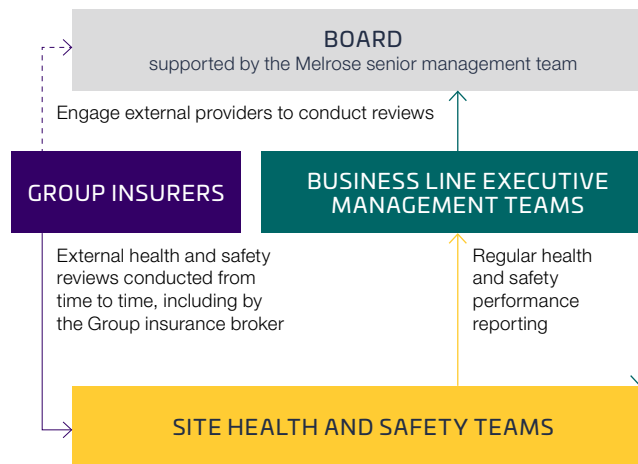 BOARD
supported by the Melrose senior management team
Engage external providers to conduct reviews
GROUP INSURERS
BUSINESS LINE EXECUTIVE
MANAGEMENT TEAMS
External health and safety
reviews conducted from
time to time, including by
the Group insurance broker
Regular health
and safety
performance
reporting
SITE HEALTH AND SAFETY TEAMS